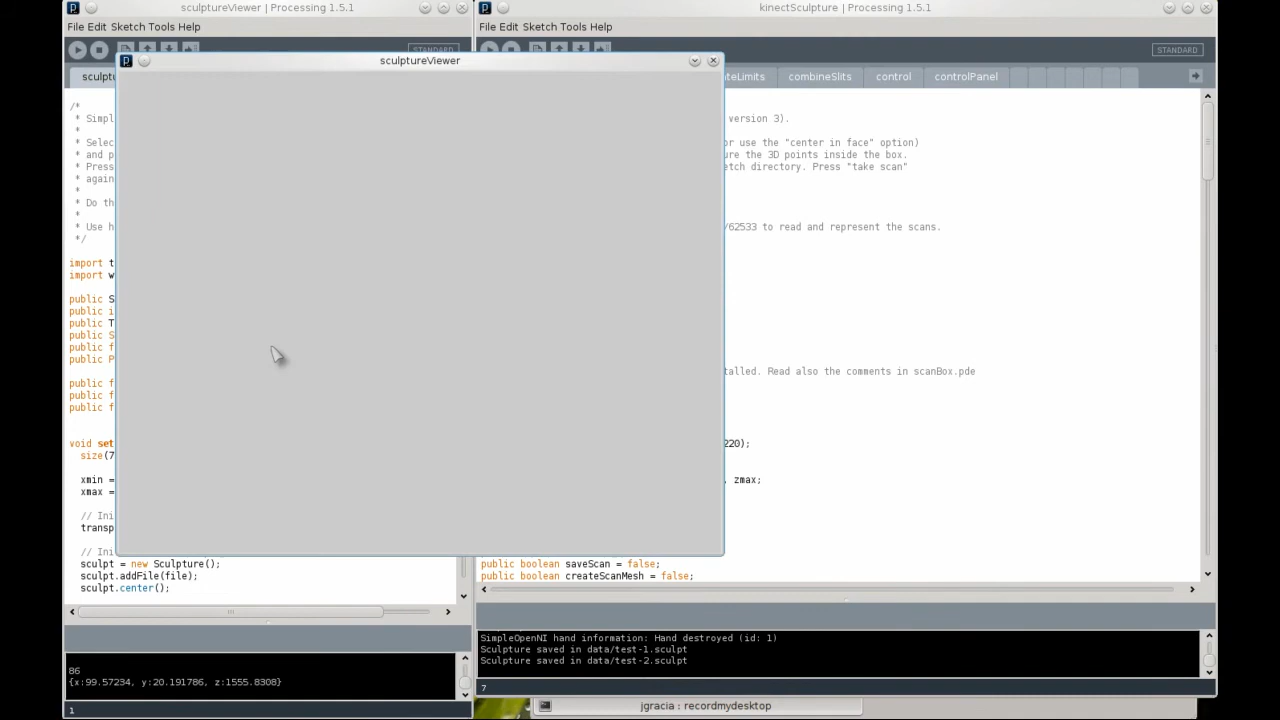 sculptureViewer | Processing 1.5.1
kinectSculpture | Processing 1.5.1
File Edit Sketch Tools Help
File Edit Sketch Tools Help
STANDARD
STANDARD
sculptureViewer
sculptu
teLimits
combineSlits
control
controlPanel
/*
* Simpl
*
* Selec
* and p
* Press
* again
*
* Do th
*
* Use h
*/
import t
import w
public S
public i
public T
public S
public f
public P
public f
public f
public f
void set
size(7
xmin =
xmax =
// Ini
transp
// Ini
sculpt = new Sculpture();
sculpt.addFile(file);
sculpt.center();
version 3).
or use the "center in face" option)
ure the 3D points inside the box.
etch directory. Press "take scan"
/62533 to read and represent the scans.
talled. Read also the comments in scanBox.pde
220);
, zmax;
public boolean saveScan = false;
public boolean createScanMesh = false;
86
{x:99.57234, y:20.191786, z:1555.8308}
1
SimpleOpenNI hand information: Hand destroyed (id: 1)
Sculpture saved in data/test-1.sculpt
Sculpture saved in data/test-2.sculpt
7
jgracia : recordmydesktop